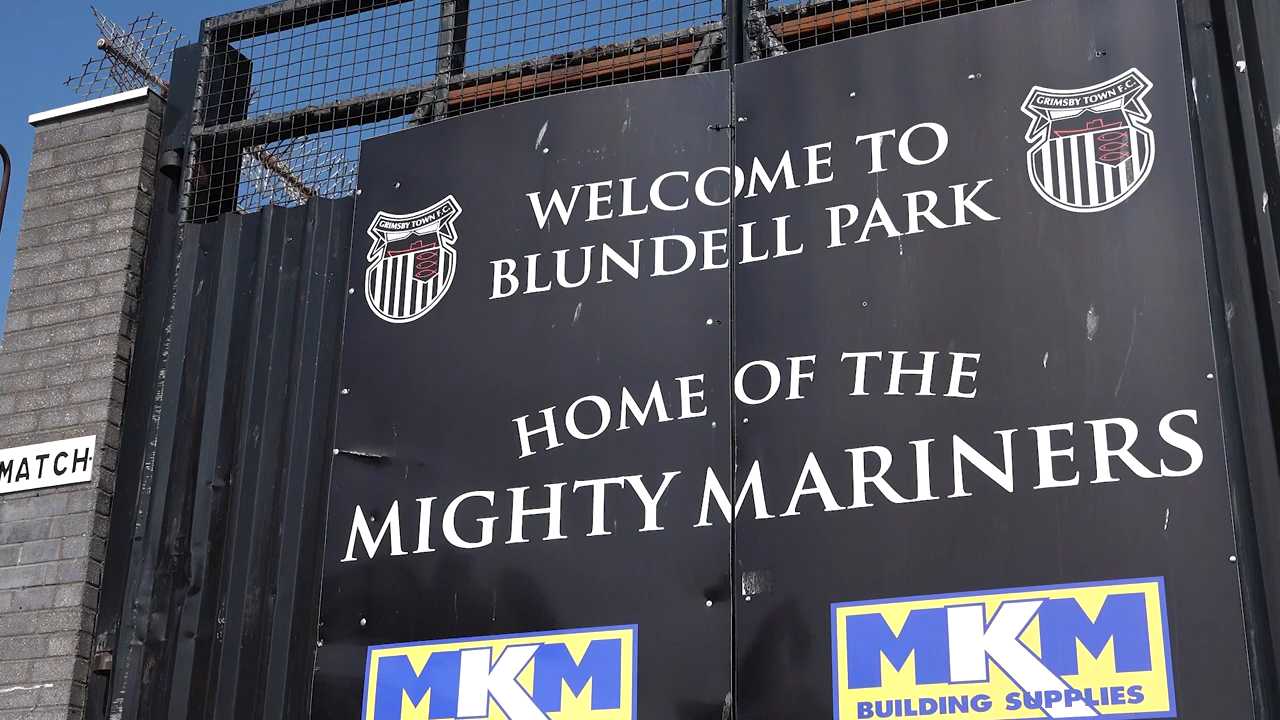 GRIMSBY TOWN F.C.
WELCOME TO
BLUNDELL PARK
GRIMSBY TOWN F.C.
HOME OF THE
MIGHTY MARINERS
MATCH
MKM
MKM
BUILDING SUPPLIES